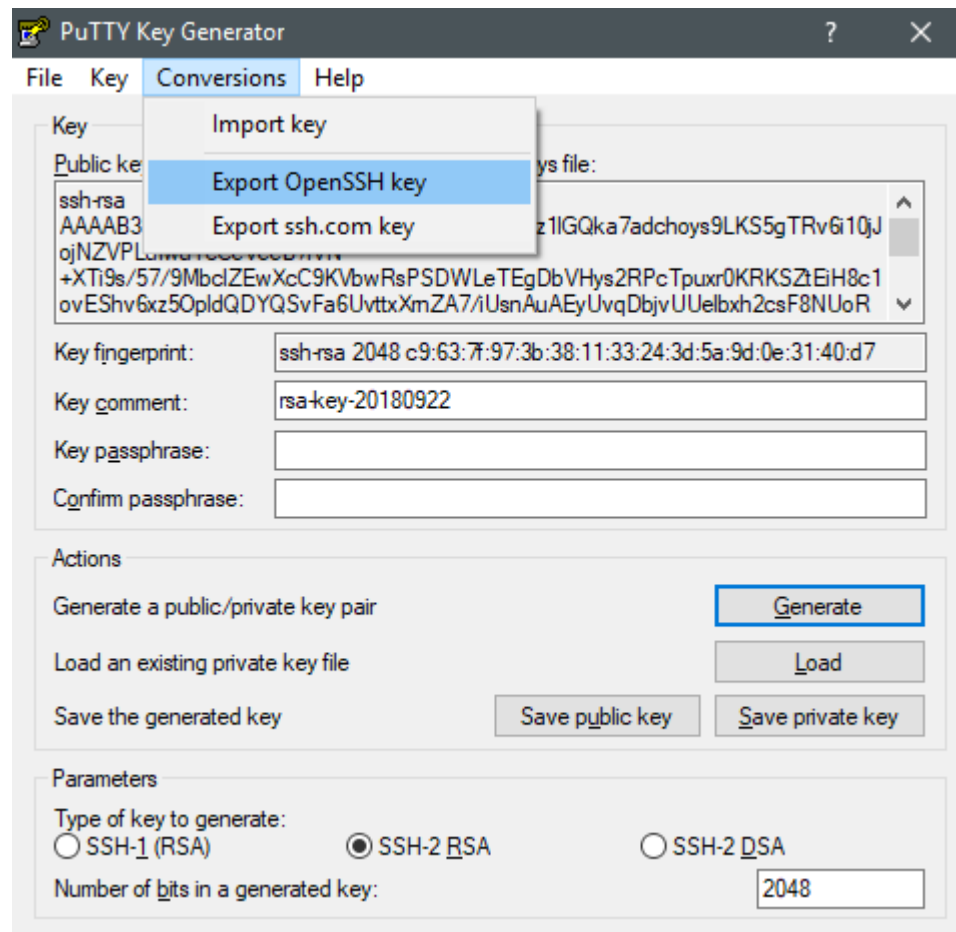 PuTTY Key Generator
File Key Conversions Help
Import key
Export OpenSSH key
Export ssh.com key
Key
Public ke ys file:
ssh-rsa
AAAAB3 adchoys9LKS5gTRv6i10jJ
ojNZVPL
+XTi9s/57/9MbclZEwXcC9KVbwRsPSDWLeTEgDbVHys2RPcTpuxr0KRKSZtEiH8c1
ovEShv6xz5OpldQDYQSvFa6UvttxXmZA7/iUsnAuAEyUvqDbjvUUelbxh2csF8NUoR
Key fingerprint: ssh-rsa 2048 c9:63:7f:97:3b:38:11:33:24:3d:5a:9d:0e:31:40:d7
Key comment: rsa-key-20180922
Key passphrase:
Confirm passphrase:
Actions
Generate a public/private key pair Generate
Load an existing private key file Load
Save the generated key Save public key Save private key
Parameters
Type of key to generate:
SSH-1 (RSA) SSH-2 RSA SSH-2 DSA
Number of bits in a generated key: 2048